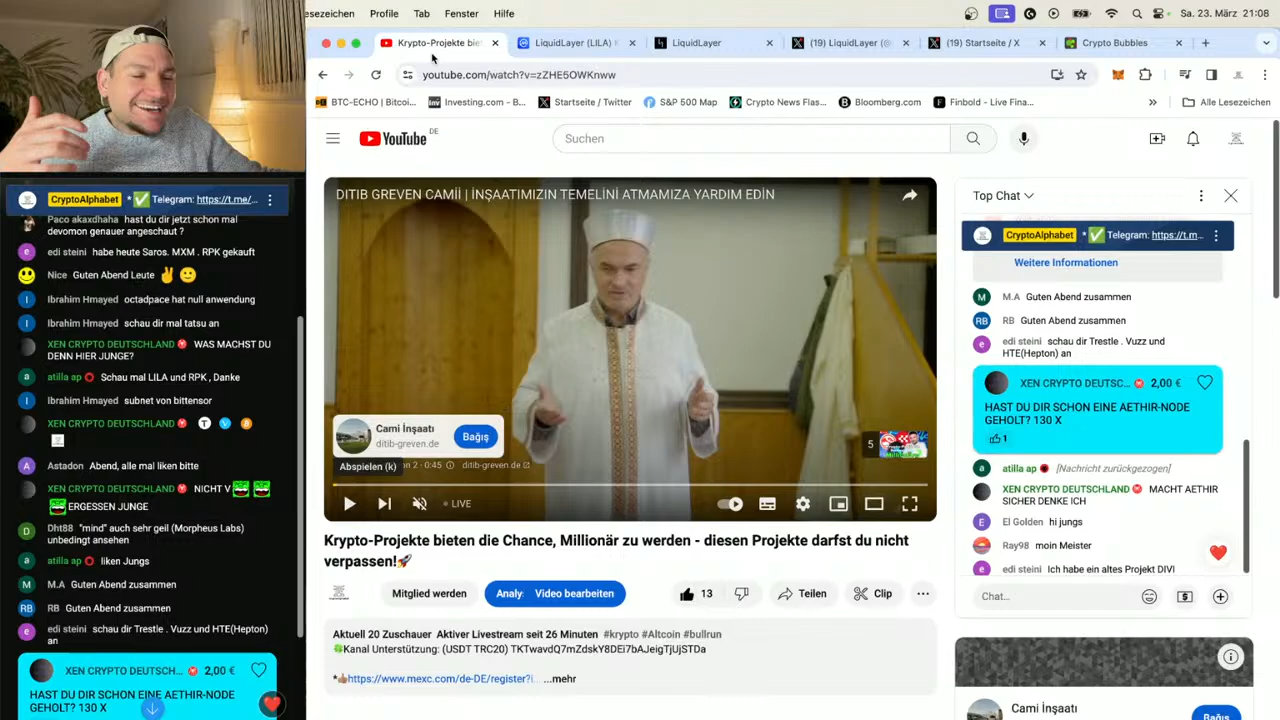 esezeichen Profile Tab Fenster Hilfe
Sa. 23. März 21:08
Krypto-Projekte bie
LiquidLayer (LILA) K
LiquidLayer
(19) LiquidLayer (@
(19) Startseite / X
Crypto Bubbles
youtube.com/watch?v=zZHE5OWKnww
BTC-ECHO | Bitcoi...
Investing.com - B...
Startseite / Twitter
S&P 500 Map
Crypto News Flas...
Bloomberg.com
Finbold - Live Fina...
Alle Lesezeichen
YouTube DE
Suchen
CryptoAlphabet *✅ Telegram: https://t.me/...
Paco akaxdhaha hast du dir jetzt schon mal
devomon genauer angeschaut ?
edi steini habe heute Saros. MXM . RPK gekauft
Nice Guten Abend Leute ✌️🙂
Ibrahim Hmayed octadpace hat null anwendung
Ibrahim Hmayed schau dir mal tatsu an
XEN CRYPTO DEUTSCHLAND WAS MACHST DU
DENN HIER JUNGE?
atilla ap Schau mal LILA und RPK , Danke
Ibrahim Hmayed subnet von bittensor
XEN CRYPTO DEUTSCHLAND
Astadon Abend, alle mal liken bitte
XEN CRYPTO DEUTSCHLAND NICHT V
ERGESSEN JUNGE
Dht88 "mind" auch sehr geil (Morpheus Labs)
unbedingt ansehen
atilla ap liken Jungs
M.A Guten Abend zusammen
RB Guten Abend zusammen
edi steini schau dir Trestle . Vuzz und HTE(Hepton)
an
XEN CRYPTO DEUTSCH... 2,00 €
HAST DU DIR SCHON EINE AETHIR-NODE
GEHOLT? 130 X
DITIB GREVEN CAMİİ | İNŞAATIMIZIN TEMELİNİ ATMAMIZA YARDIM EDİN
Cami İnşaatı
ditib-greven.de
Bağış
Abspielen (k)
on 2 · 0:45 ditib-greven.de
5
LIVE
Krypto-Projekte bieten die Chance, Millionär zu werden - diesen Projekte darfst du nicht
verpassen!🚀
Mitglied werden
Analy
Video bearbeiten
13
Teilen
Clip
Aktuell 20 Zuschauer Aktiver Livestream seit 26 Minuten #krypto #Altcoin #bullrun
🍀Kanal Unterstützung: (USDT TRC20) TKTwavdQ7mZdskY8DEi7bAJeigTjUjSTDa
*👍🏽https://www.mexc.com/de-DE/register?i... ...mehr
Top Chat
CryptoAlphabet *✅ Telegram: https://t.m...
Weitere Informationen
M.A Guten Abend zusammen
RB Guten Abend zusammen
edi steini schau dir Trestle . Vuzz und
HTE(Hepton) an
XEN CRYPTO DEUTSC... 2,00 €
HAST DU DIR SCHON EINE AETHIR-NODE
GEHOLT? 130 X
1
atilla ap [Nachricht zurückgezogen]
XEN CRYPTO DEUTSCHLAND MACHT AETHIR
SICHER DENKE ICH
El Golden hi jungs
Ray98 moin Meister
edi steini Ich habe ein altes Projekt DIVI
Chat...
Cami İnşaatı
Bağış